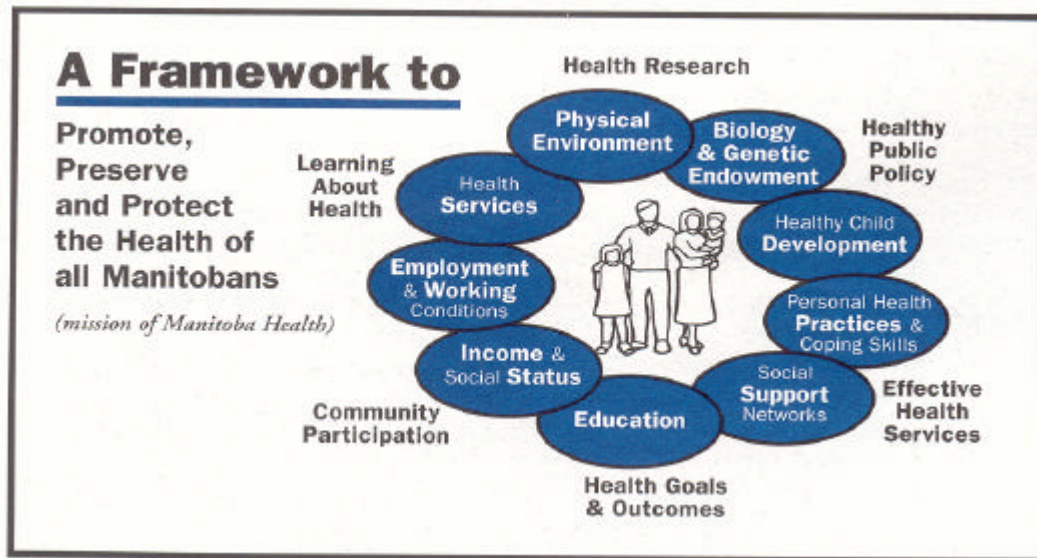 A Framework to
Promote,
Preserve
and Protect
the Health of
all Manitobans
(mission of Manitoba Health)
Health Research
Physical
Environment
Biology
& Genetic
Endowment
Healthy
Public
Policy
Healthy Child
Development
Personal Health
Practices &
Coping Skills
Effective
Health
Services
Social
Support
Networks
Education
Health Goals
& Outcomes
Income &
Social Status
Community
Participation
Employment
& Working
Conditions
Health
Services
Learning
About
Health